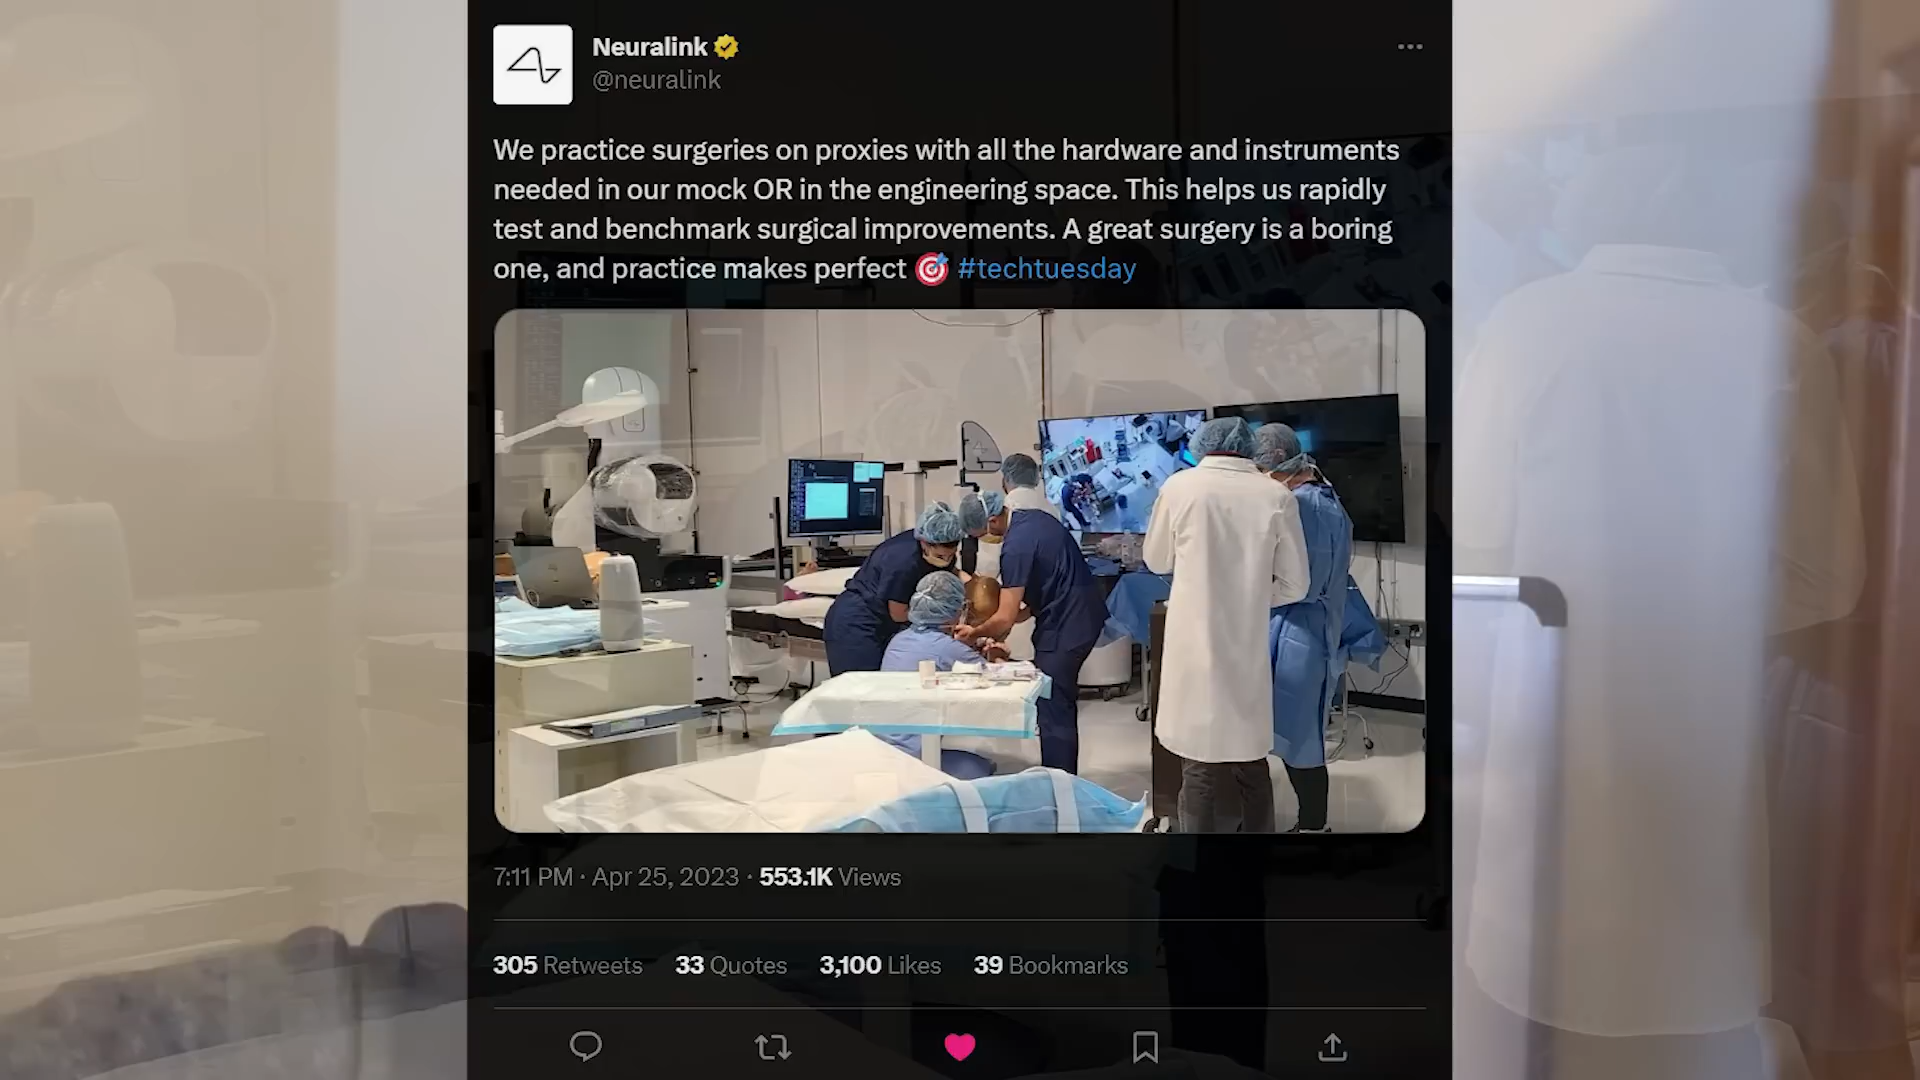 Neuralink
@neuralink
We practice surgeries on proxies with all the hardware and instruments
needed in our mock OR in the engineering space. This helps us rapidly
test and benchmark surgical improvements. A great surgery is a boring
one, and practice makes perfect 🎯 #techtuesday
7:11 PM · Apr 25, 2023 · 553.1K Views
305 Retweets 33 Quotes 3,100 Likes 39 Bookmarks